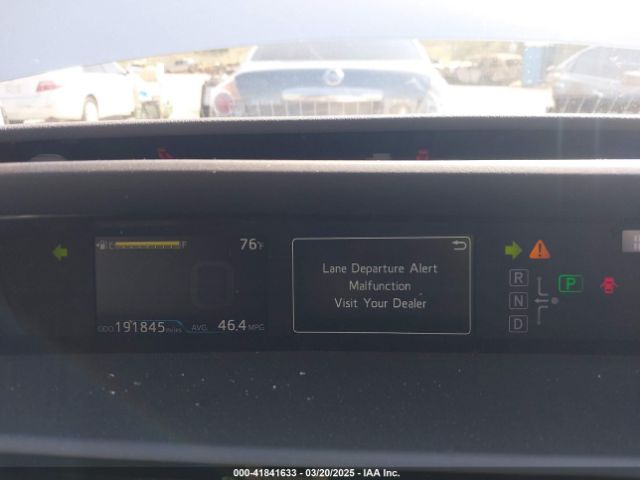 E F 76°F
Lane Departure Alert
Malfunction
Visit Your Dealer
R
P
N
D
ODO 191845 miles AVG. 46.4 MPG
000-41841633 - 03/20/2025 - IAA Inc.